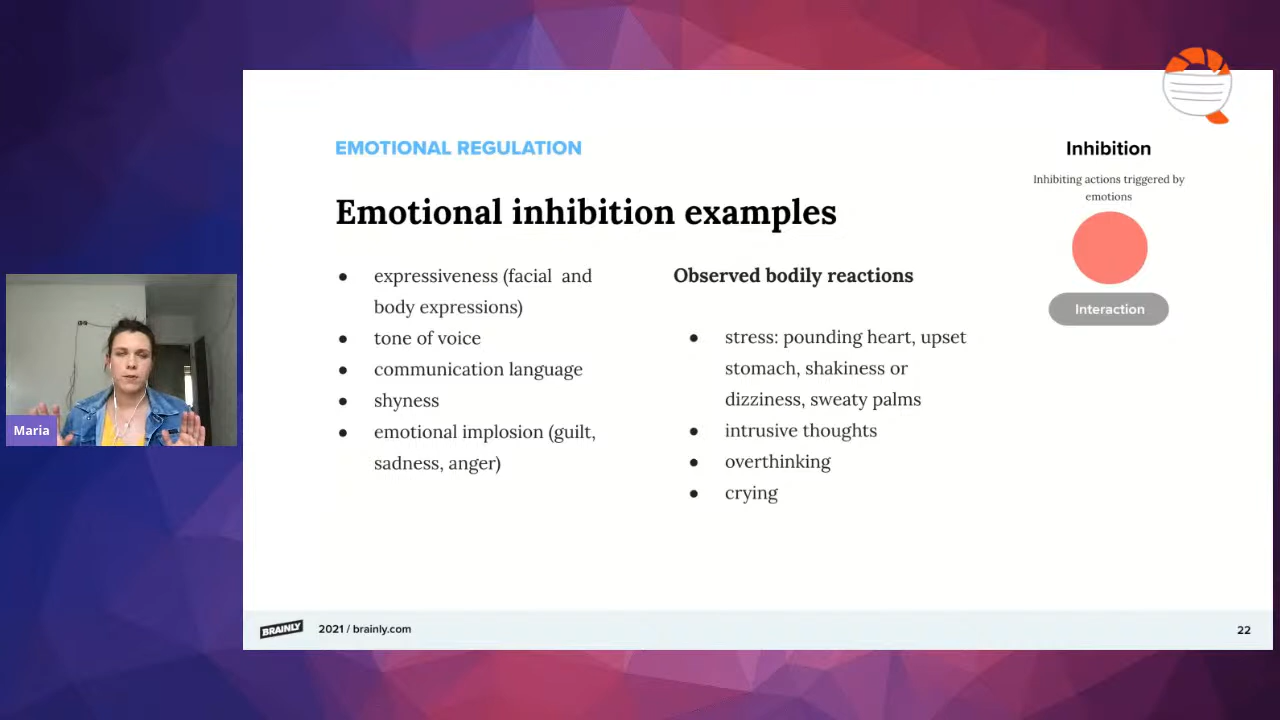 EMOTIONAL REGULATION
Emotional inhibition examples
● expressiveness (facial and
body expressions)
● tone of voice
● communication language
● shyness
● emotional implosion (guilt,
sadness, anger)
Observed bodily reactions
● stress: pounding heart, upset
stomach, shakiness or
dizziness, sweaty palms
● intrusive thoughts
● overthinking
● crying
Inhibition
Inhibiting actions triggered by
emotions
Interaction
Maria
BRAINLY
2021 / brainly.com
22